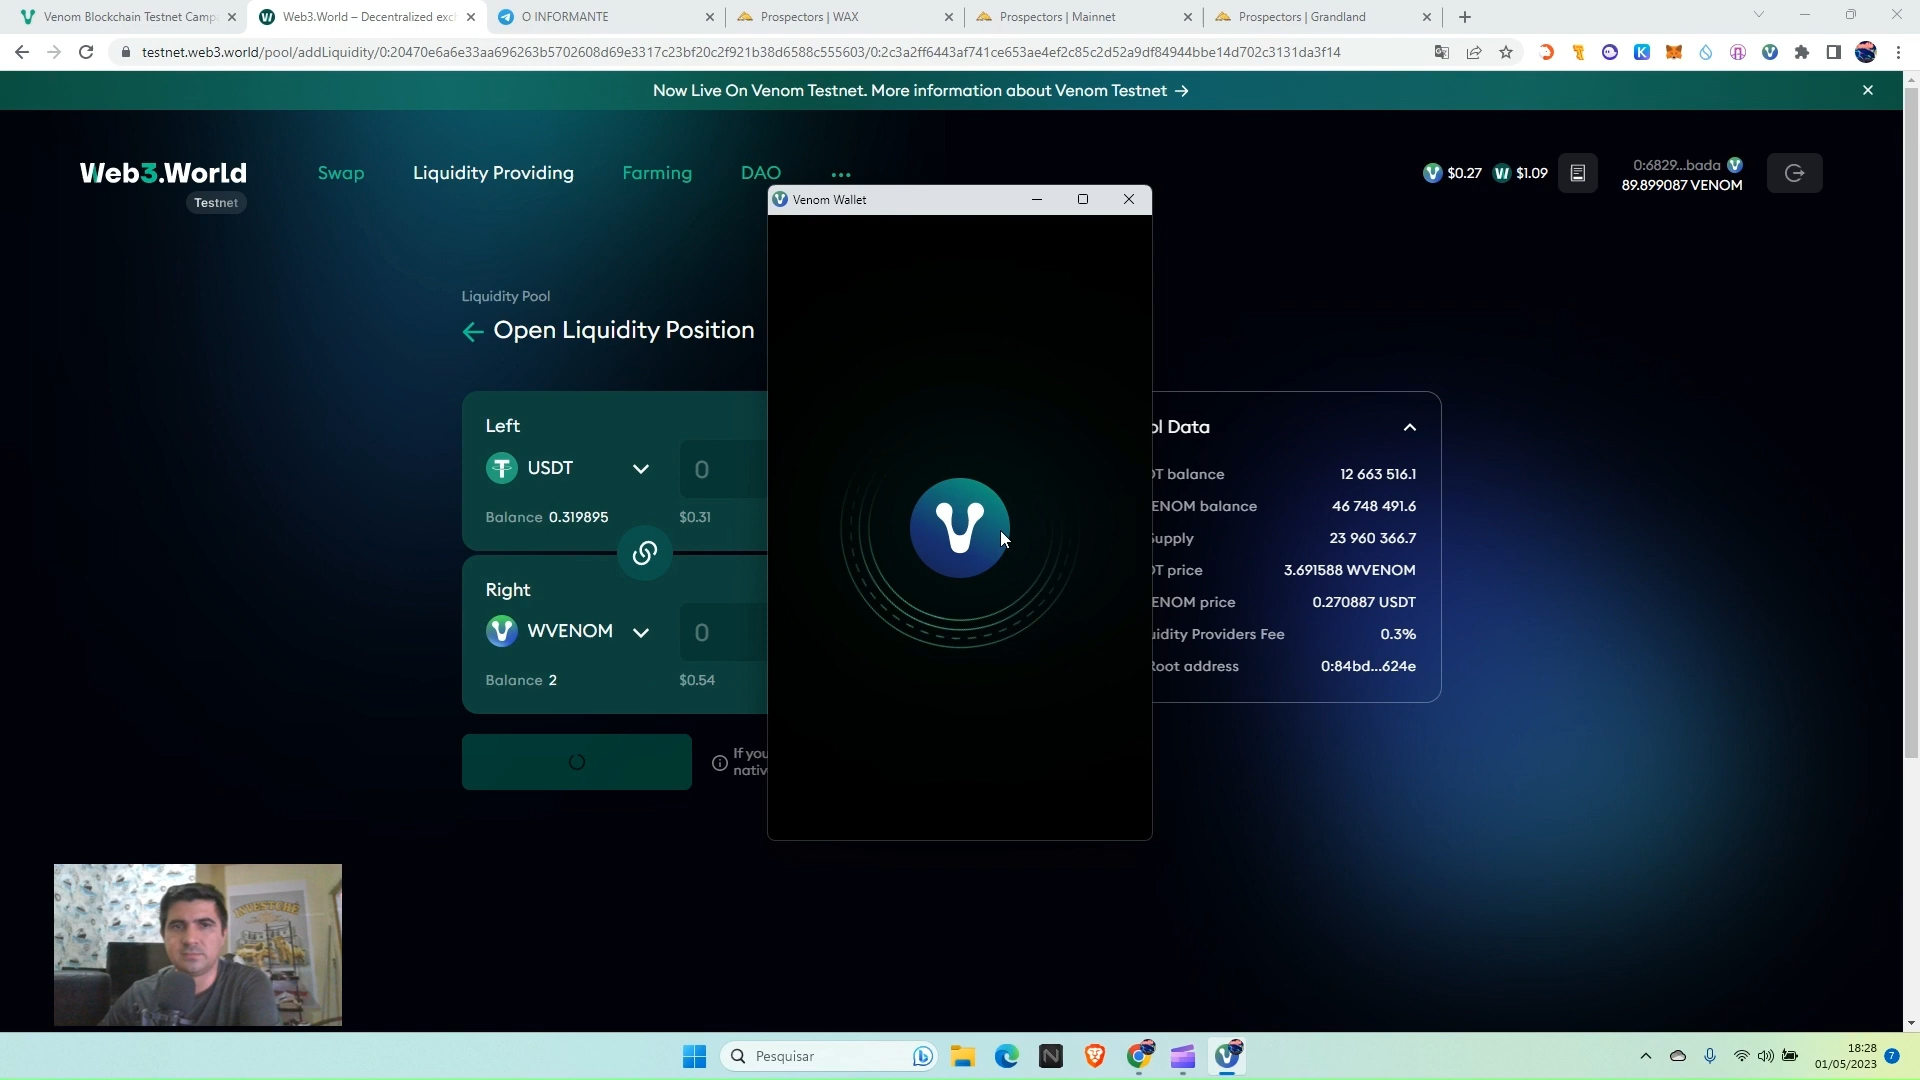 Venom Blockchain Testnet Camp
Web3.World – Decentralized exc
O INFORMANTE
Prospectors | WAX
Prospectors | Mainnet
Prospectors | Grandland
testnet.web3.world/pool/addLiquidity/0:20470e6a6e33aa696263b5702608d69e3317c23bf20c2f921b38d6588c555603/0:2c3a2ff6443af741ce653ae4ef2c85c2d52a9df84944bbe14d702c3131da3f14
Now Live On Venom Testnet. More information about Venom Testnet →
Web3.World
Testnet
Swap
Liquidity Providing
Farming
DAO
$0.27
$1.09
0:6829...bada
89.899087 VENOM
Venom Wallet
Liquidity Pool
Open Liquidity Position
Left
USDT
0
Balance 0.319895
$0.31
Right
WVENOM
0
Balance 2
$0.54
If you
nativ
ol Data
T balance
12 663 516.1
ENOM balance
46 748 491.6
upply
23 960 366.7
T price
3.691588 WVENOM
ENOM price
0.270887 USDT
uidity Providers Fee
0.3%
Root address
0:84bd...624e
INVESTCHÊ
Pesquisar
18:28
01/05/2023
7